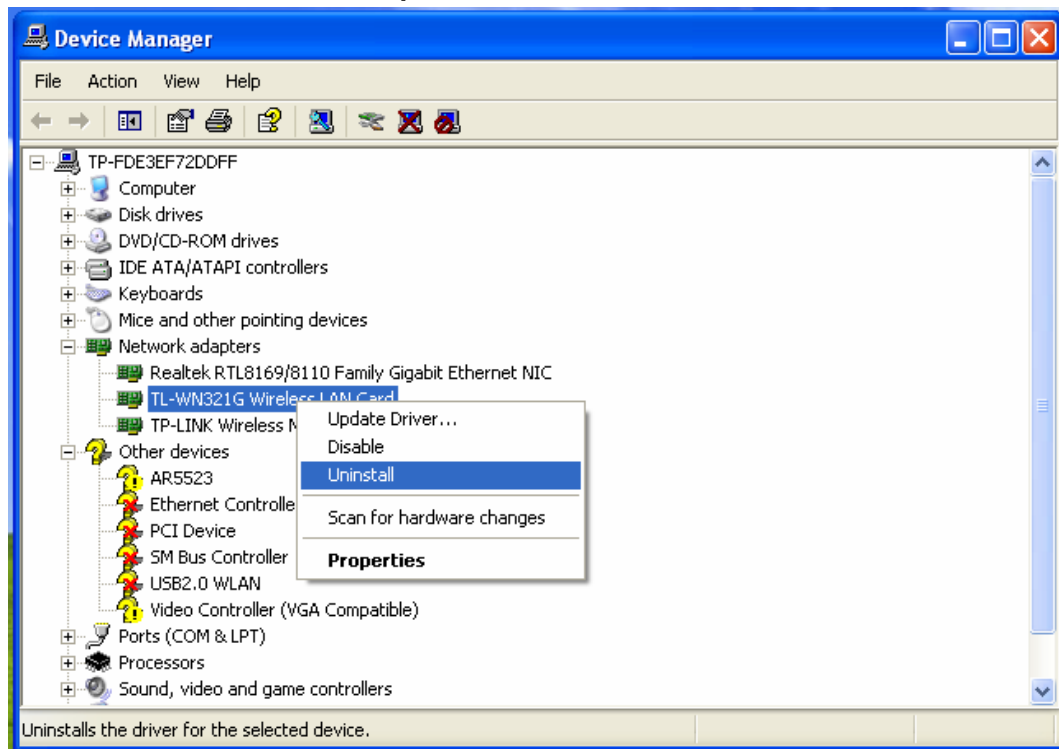 Device Manager
File Action View Help
TP-FDE3EF72DDFF
Computer
Disk drives
DVD/CD-ROM drives
IDE ATA/ATAPI controllers
Keyboards
Mice and other pointing devices
Network adapters
Realtek RTL8169/8110 Family Gigabit Ethernet NIC
TL-WN321G Wireless LAN Card
TP-LINK Wireless
Other devices
AR5523
Ethernet
PCI Device
SM Bus Controller
USB2.0 WLAN
Video Controller (VGA Compatible)
Ports (COM & LPT)
Processors
Sound, video and game controllers
Update Driver...
Disable
Uninstall
Scan for hardware changes
Properties
Uninstalls the driver for the selected device.